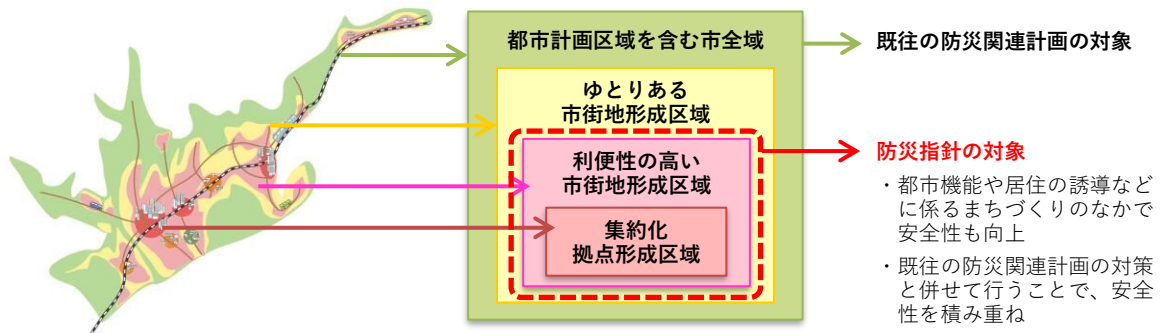 都市計画区域を含む市全域
既往の防災関連計画の対象
ゆとりある
市街地形成区域
利便性の高い
市街地形成区域
集約化
拠点形成区域
防災指針の対象
・都市機能や居住の誘導など
に係るまちづくりのなかで
安全性も向上
・既往の防災関連計画の対策
と併せて行うことで、安全
性を積み重ね